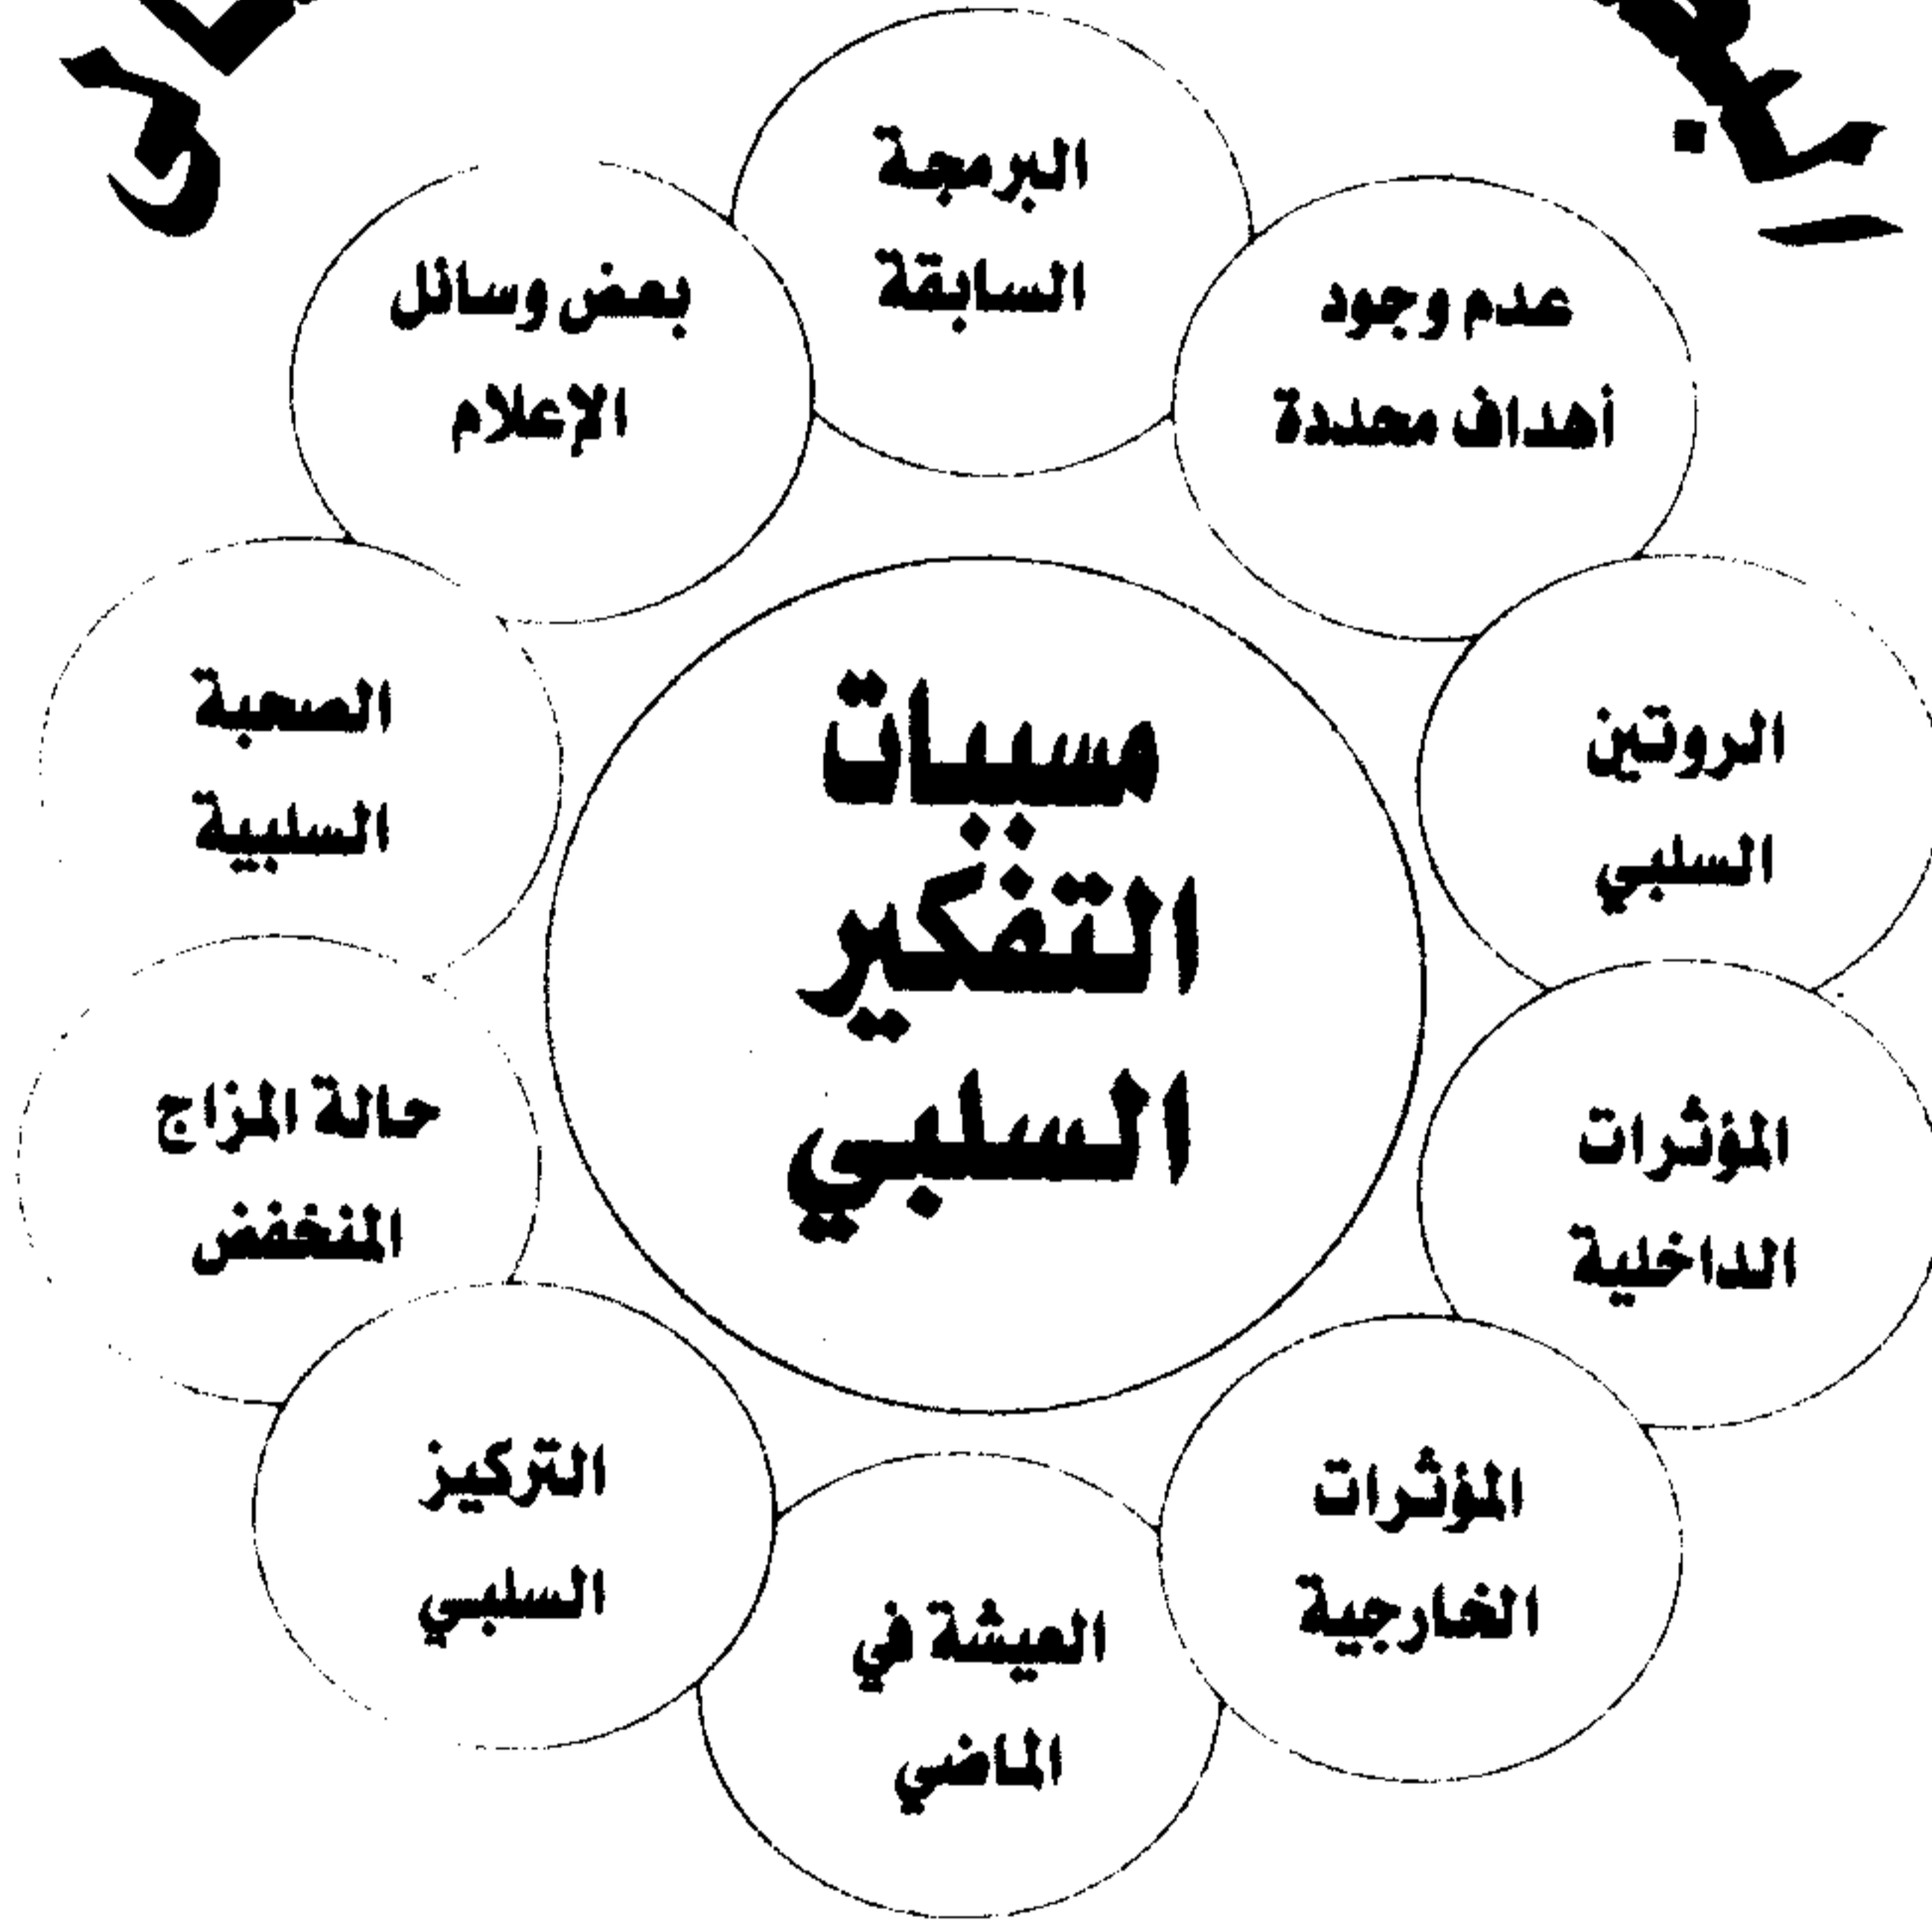 البرمجة
السابقة
عدم وجود
أهداف محددة
الروتين
السلبي
المؤثرات
الداخلية
المؤثرات
الخارجية
العيشة في
الماضي
التركيز
السلبي
حالة المزاج
المنخفض
الصحبة
السلبية
بعض وسائل
الإعلام
مسببات
التفكير
السلبي